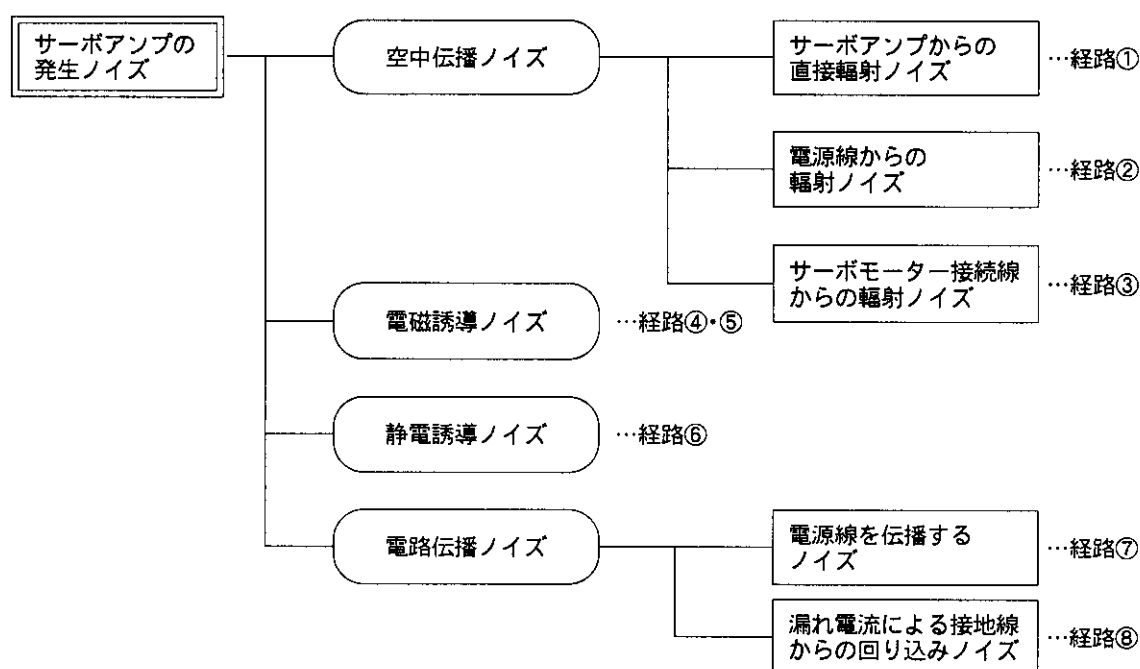 サーボアンプの
発生ノイズ
空中伝播ノイズ
サーボアンプからの
直接輻射ノイズ
…経路①
電源線からの
輻射ノイズ
…経路②
サーボモーター接続線
からの輻射ノイズ
…経路③
電磁誘導ノイズ
…経路④・⑤
静電誘導ノイズ
…経路⑥
電路伝播ノイズ
電源線を伝播する
ノイズ
…経路⑦
漏れ電流による接地線
からの回り込みノイズ
…経路⑧